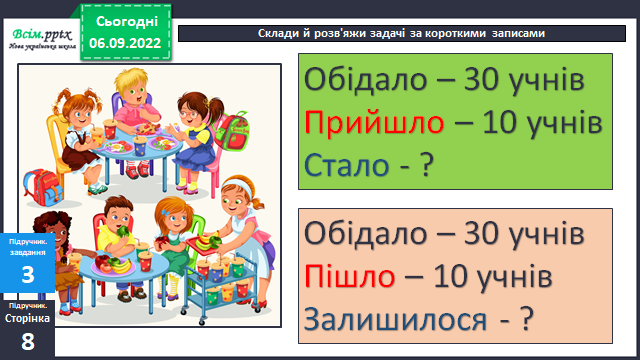 Всім.pptx
Нова українська школа
Сьогодні
06.09.2022
Склади й розв'яжи задачі за короткими записами
Обідало – 30 учнів
Прийшло – 10 учнів
Стало - ?
Обідало – 30 учнів
Пішло – 10 учнів
Залишилося - ?
Підручник.
завдання
3
Підручник.
Сторінка
8